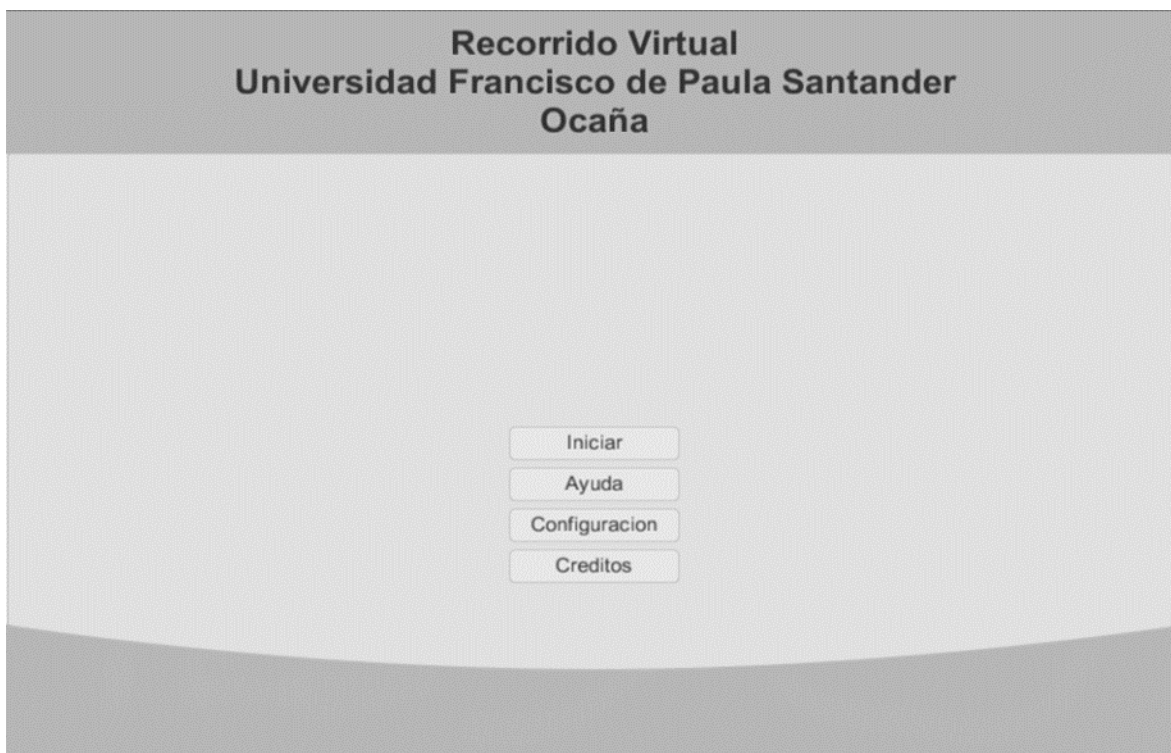 Recorrido Virtual
Universidad Francisco de Paula Santander
Ocaña
Iniciar
Ayuda
Configuracion
Creditos